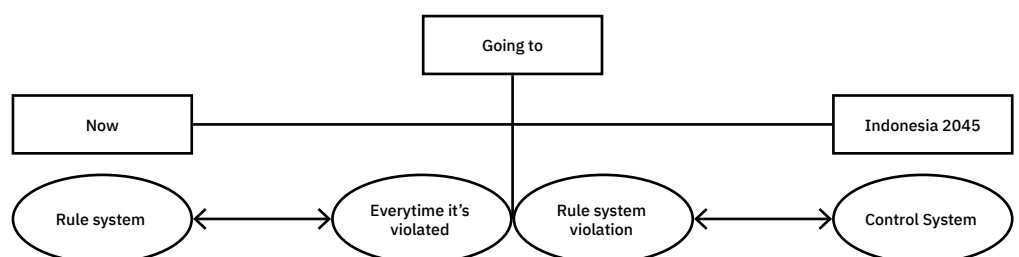 Going to
Now
Indonesia 2045
Rule system
Everytime it's
violated
Rule system
violation
Control System